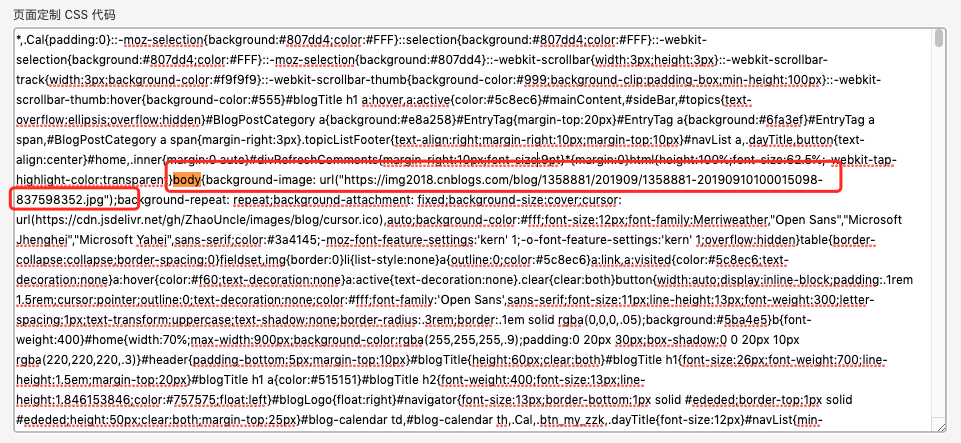 页面定制 CSS 代码
*,.Cal{padding:0}::-moz-selection{background:#807dd4;color:#FFF}::selection{background:#807dd4;color:#FFF}::-webkit-
selection{background:#807dd4;color:#FFF}::-moz-selection{background:#807dd4}::-webkit-scrollbar{width:3px;height:3px}::-webkit-scrollbar-
track{width:3px;background-color:#f9f9f9}::-webkit-scrollbar-thumb{background-color:#999;background-clip:padding-box;min-height:100px}::-webkit-
scrollbar-thumb:hover{background-color:#555}#blogTitle h1 a:hover,a:active{color:#5c8ec6}#mainContent,#sideBar,#topics{text-
overflow:ellipsis;overflow:hidden}#BlogPostCategory a{background:#e8a258}#EntryTag{margin-top:20px}#EntryTag a{background:#6fa3ef}#EntryTag a
span,#BlogPostCategory a span{margin-right:3px}.topicListFooter{text-align:right;margin-right:10px;margin-top:10px}#navList a,.dayTitle,button{text-
align:center}#home,.inner{margin:0 auto}#divRefreshComments{margin-right:10px;font-size:9pt}*{margin:0}html{height:100%;font-size:62.5%;-webkit-tap-
highlight-color:transparent}body{background-image: url("https://img2018.cnblogs.com/blog/1358881/201909/1358881-20190910100015098-
837598352.jpg");background-repeat: repeat;background-attachment: fixed;background-size:cover;cursor:
url(https://cdn.jsdelivr.net/gh/ZhaoUncle/images/blog/cursor.ico),auto;background-color:#fff;font-size:12px;font-family:Merriweather,"Open Sans","Microsoft
Jhenghei","Microsoft Yahei",sans-serif;color:#3a4145;-moz-font-feature-settings:'kern' 1;-o-font-feature-settings:'kern' 1;overflow:hidden}table{border-
collapse:collapse;border-spacing:0}fieldset,img{border:0}li{list-style:none}a{outline:0;color:#5c8ec6}a:link,a:visited{color:#5c8ec6;text-
decoration:none}a:hover{color:#f60;text-decoration:none}a:active{text-decoration:none}.clear{clear:both}button{width:auto;display:inline-block;padding:.1rem
1.5rem;cursor:pointer;outline:0;text-decoration:none;color:#fff;font-family:'Open Sans',sans-serif;font-size:11px;line-height:13px;font-weight:300;letter-
spacing:1px;text-transform:uppercase;text-shadow:none;border-radius:.3rem;border:.1em solid rgba(0,0,0,.05);background:#5ba4e5}b{font-
weight:400}#home{width:70%;max-width:900px;background-color:rgba(255,255,255,.9);padding:0 20px 30px;box-shadow:0 0 20px 10px
rgba(220,220,220,.3)}#header{padding-bottom:5px;margin-top:10px}#blogTitle{height:60px;clear:both}#blogTitle h1{font-size:26px;font-weight:700;line-
height:1.5em;margin-top:20px}#blogTitle h1 a{color:#515151}#blogTitle h2{font-weight:400;font-size:13px;line-
height:1.846153846;color:#757575;float:left}#blogLogo{float:right}#navigator{font-size:13px;border-bottom:1px solid #ededed;border-top:1px solid
#ededed;height:50px;clear:both;margin-top:25px}#blog-calendar td,#blog-calendar th,.Cal,.btn_my_zzk,.dayTitle{font-size:12px}#navList{min-